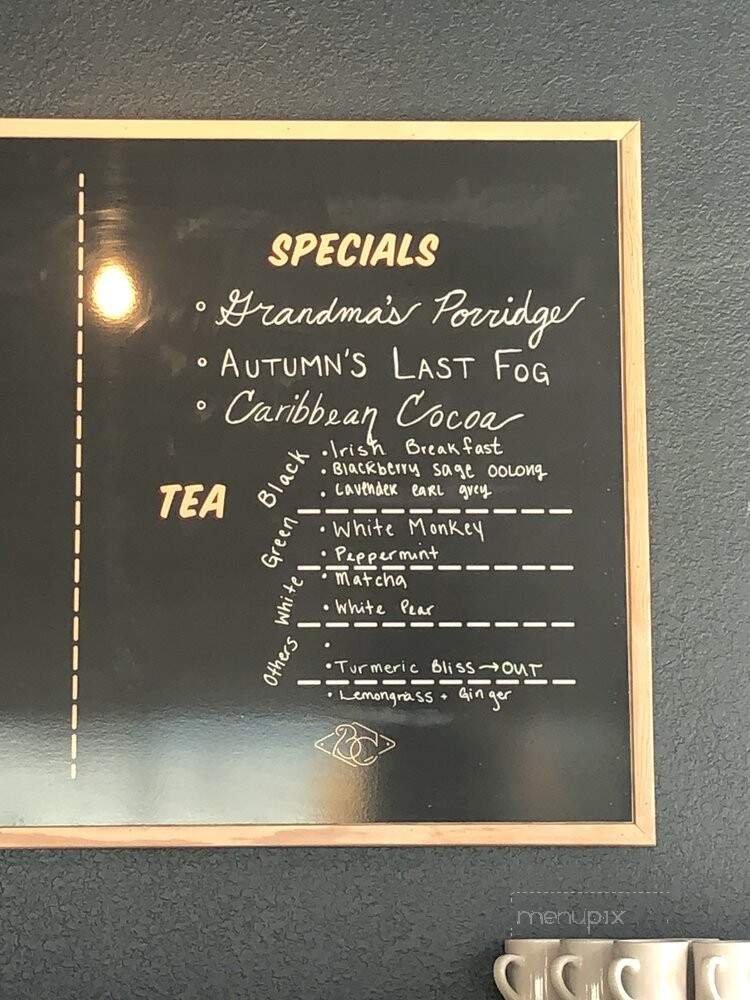 SPECIALS
Grandma's Porridge
AUTUMN'S LAST FOG
Caribbean Cocoa
TEA
Black
Irish Breakfast
Blackberry Sage Oolong
Lavender earl grey
Green
White Monkey
Peppermint
White
Matcha
White Pear
Others
Turmeric Bliss → OUT
Lemongrass + Ginger
BC
menupix